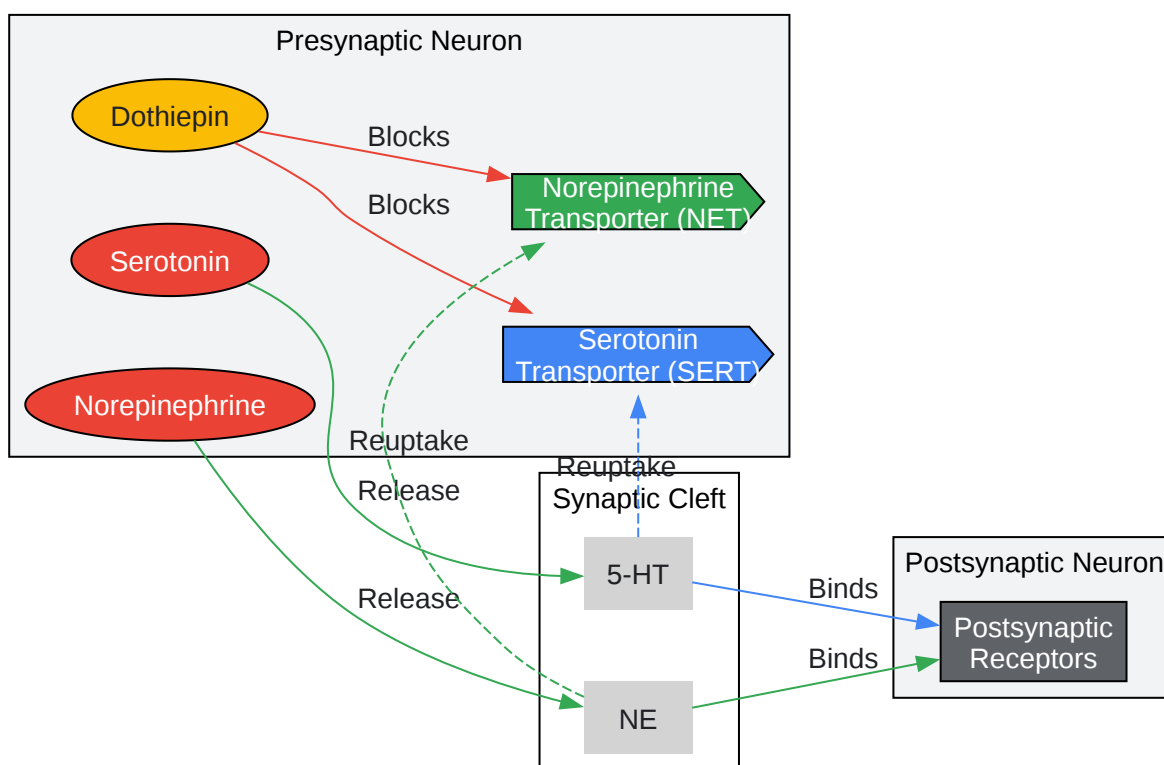 Presynaptic Neuron
Dothiepin
Blocks
Norepinephrine
Transporter (NET)
Blocks
Serotonin
Serotonin
Transporter (SERT)
Norepinephrine
Reuptake
Reuptake
Release
Synaptic Cleft
5-HT
Release
NE
Binds
Binds
Postsynaptic Neuron
Postsynaptic
Receptors